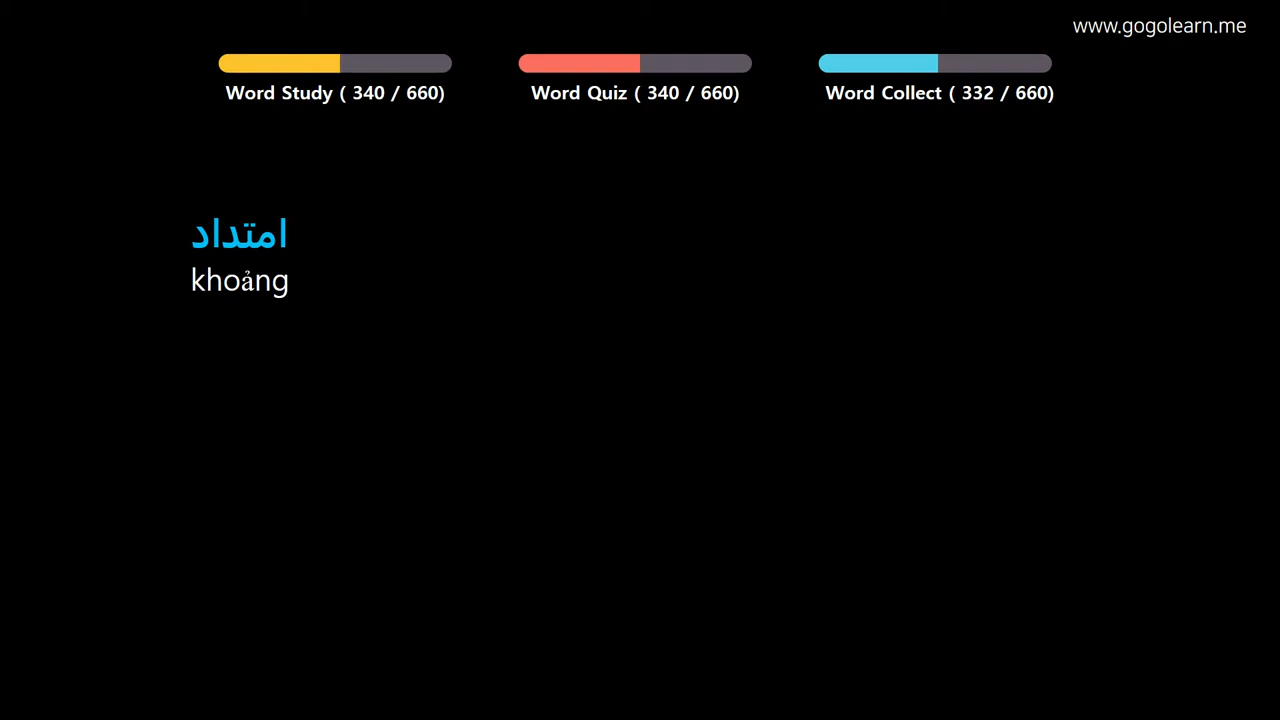 www.gogolearn.me
Word Study ( 340 / 660)
Word Quiz ( 340 / 660)
Word Collect ( 332 / 660)
امتداد
khoảng